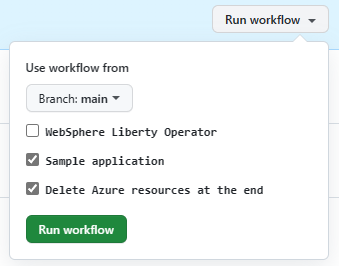 Run workflow
Use workflow from
Branch: main
WebSphere Liberty Operator
Sample application
Delete Azure resources at the end
Run workflow